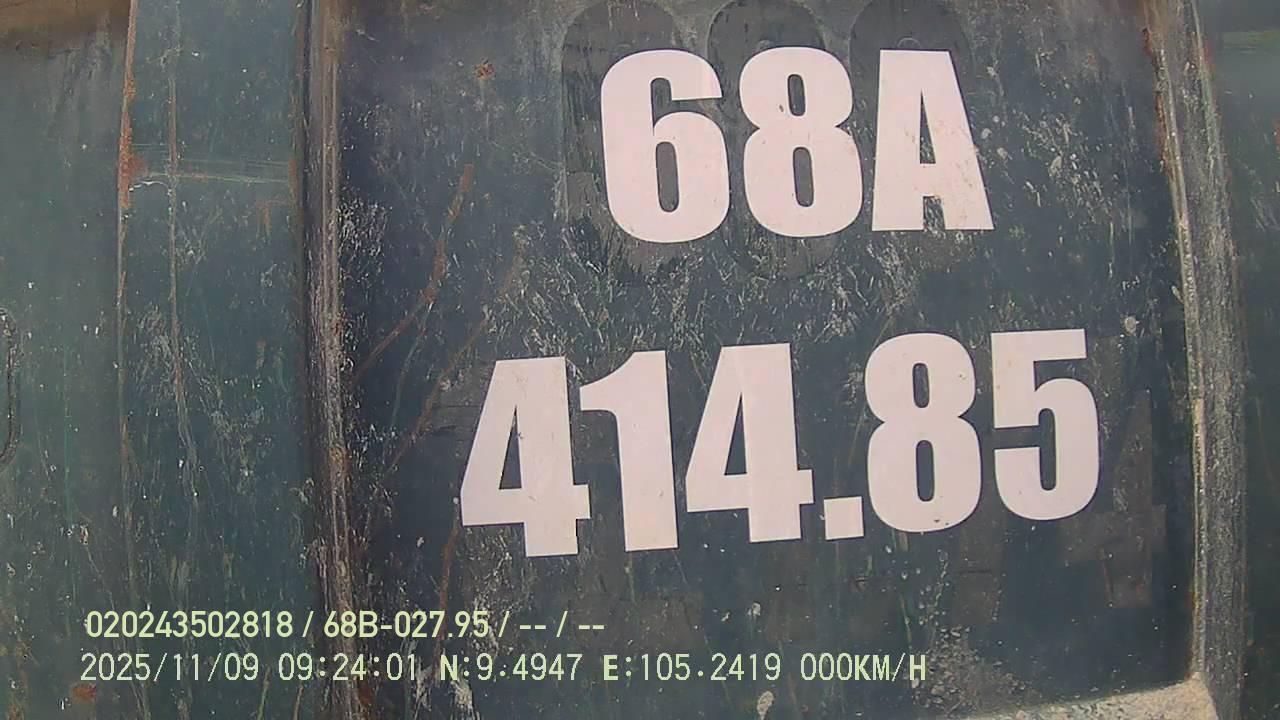 68A
414.85
020243502818 / 68B-027.95 / -- / --
2025/11/09 09:24:01 N:9.4947 E:105.2419 000KM/H